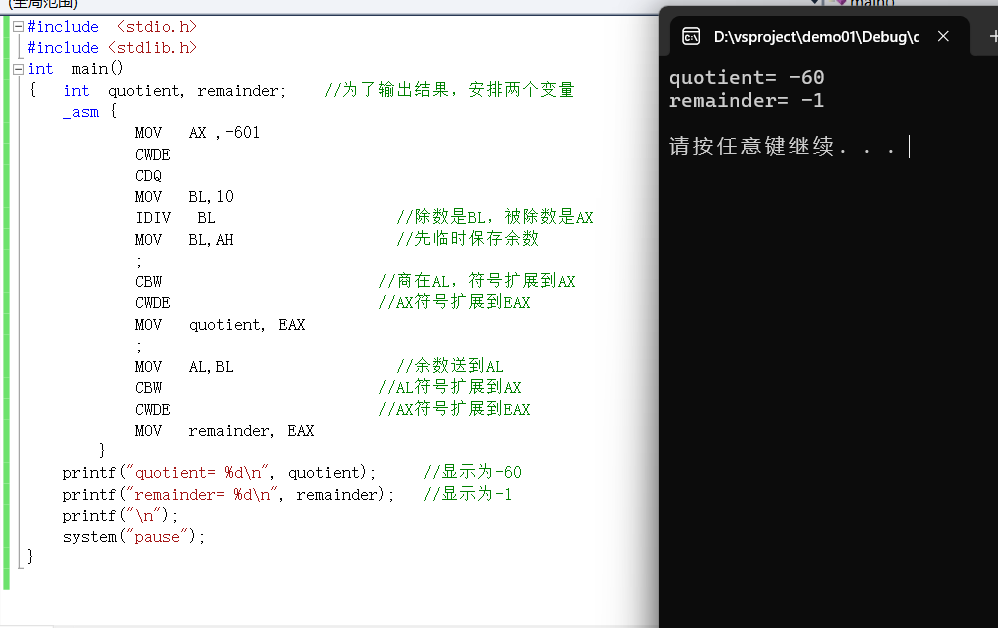 (全局范围)
main()
#include  <stdio.h>
#include <stdlib.h>
int  main()
{   int  quotient, remainder;    //为了输出结果，安排两个变量
_asm {
MOV   AX ,-601
CWDE
CDQ
MOV   BL,10
IDIV   BL    //除数是BL，被除数是AX
MOV   BL,AH    //先临时保存余数
;
CBW    //商在AL，符号扩展到AX
CWDE    //AX符号扩展到EAX
MOV   quotient, EAX
;
MOV   AL,BL    //余数送到AL
CBW    //AL符号扩展到AX
CWDE    //AX符号扩展到EAX
MOV   remainder, EAX
}
printf("quotient= %d\n", quotient);    //显示为-60
printf("remainder= %d\n", remainder);    //显示为-1
printf("\n");
system("pause");
}
D:\vsproject\demo01\Debug\c
quotient= -60
remainder= -1
请按任意键继续. . .